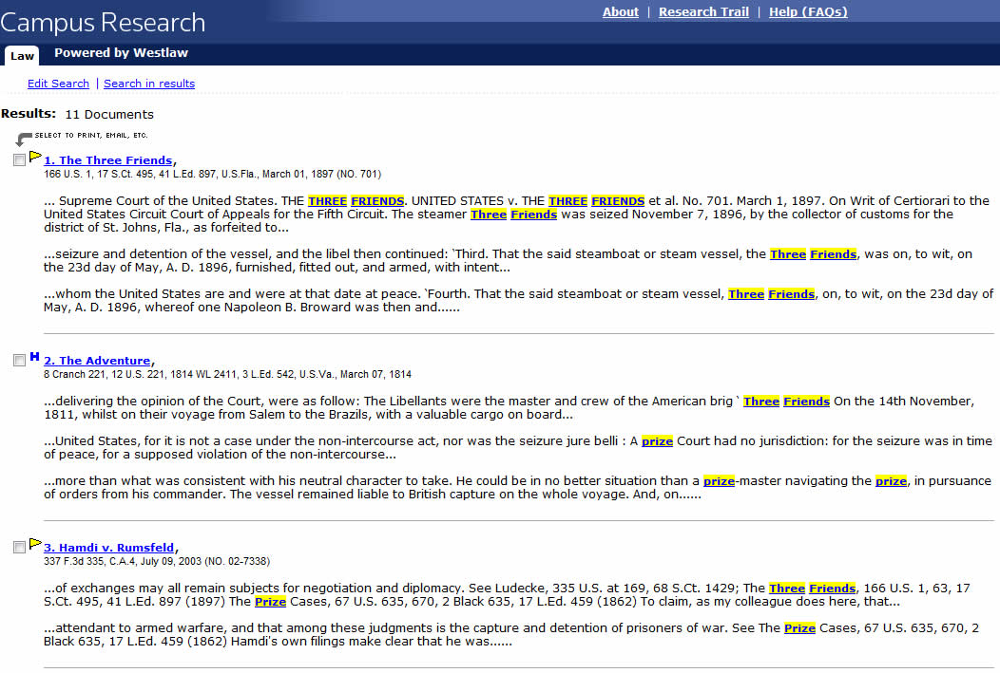 About | Research Trail | Help (FAQs)
Campus Research
Law Powered by Westlaw
Edit Search | Search in results
Results: 11 Documents
SELECT TO PRINT, EMAIL, ETC.
1. The Three Friends,
166 U.S. 1, 17 S.Ct. 495, 41 L.Ed. 897, U.S.Fla., March 01, 1897 (NO. 701)
... Supreme Court of the United States. THE THREE FRIENDS. UNITED STATES v. THE THREE FRIENDS et al. No. 701. March 1, 1897. On Writ of Certiorari to the
United States Circuit Court of Appeals for the Fifth Circuit. The steamer Three Friends was seized November 7, 1896, by the collector of customs for the
district of St. Johns, Fla., as forfeited to...
...seizure and detention of the vessel, and the libel then continued: `Third. That the said steamboat or steam vessel, the Three Friends, was on, to wit, on
the 23d day of May, A. D. 1896, furnished, fitted out, and armed, with intent...
...whom the United States are and were at that date at peace. `Fourth. That the said steamboat or steam vessel, Three Friends, on, to wit, on the 23d day of
May, A. D. 1896, whereof one Napoleon B. Broward was then and......
H 2. The Adventure,
8 Cranch 221, 12 U.S. 221, 1814 WL 2411, 3 L.Ed. 542, U.S.Va., March 07, 1814
...delivering the opinion of the Court, were as follow: The Libellants were the master and crew of the American brig ` Three Friends On the 14th November,
1811, whilst on their voyage from Salem to the Brazils, with a valuable cargo on board...
...United States, for it is not a case under the non-intercourse act, nor was the seizure jure belli : A prize Court had no jurisdiction: for the seizure was in time
of peace, for a supposed violation of the non-intercourse...
...more than what was consistent with his neutral character to take. He could be in no better situation than a prize-master navigating the prize, in pursuance
of orders from his commander. The vessel remained liable to British capture on the whole voyage. And, on......
3. Hamdi v. Rumsfeld,
337 F.3d 335, C.A.4, July 09, 2003 (NO. 02-7338)
...of exchanges may all remain subjects for negotiation and diplomacy. See Ludecke, 335 U.S. at 169, 68 S.Ct. 1429; The Three Friends, 166 U.S. 1, 63, 17
S.Ct. 495, 41 L.Ed. 897 (1897) The Prize Cases, 67 U.S. 635, 670, 2 Black 635, 17 L.Ed. 459 (1862) To claim, as my colleague does here, that...
...attendant to armed warfare, and that among these judgments is the capture and detention of prisoners of war. See The Prize Cases, 67 U.S. 635, 670, 2
Black 635, 17 L.Ed. 459 (1862) Hamdi's own filings make clear that he was......